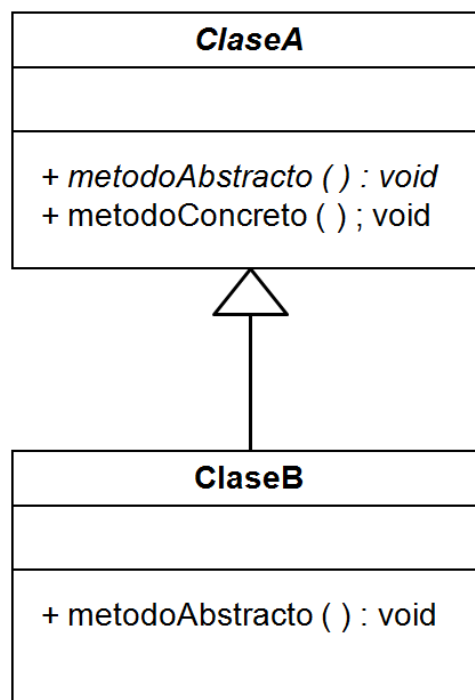 ClaseA
+ metodoAbstracto ( ) : void
+ metodoConcreto ( ) ; void
ClaseB
+ metodoAbstracto ( ) : void